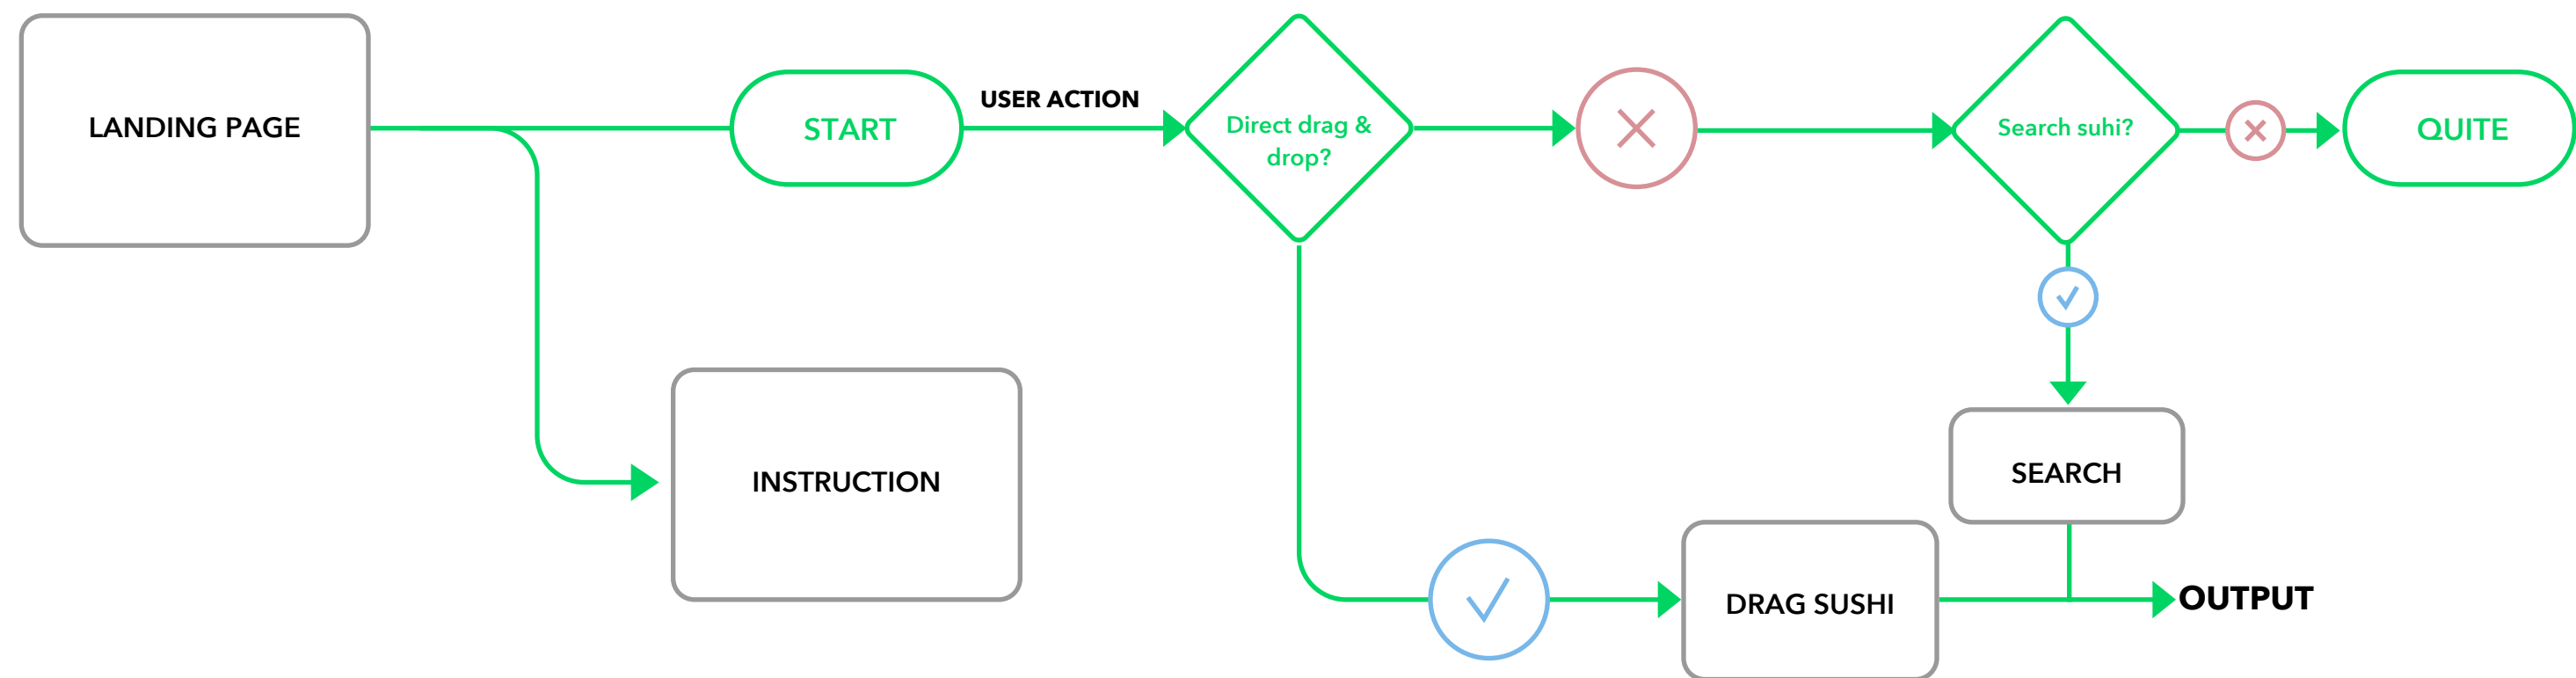 LANDING PAGE
START
USER ACTION
Direct drag &
drop?
Search suhi?
QUITE
INSTRUCTION
SEARCH
DRAG SUSHI
OUTPUT